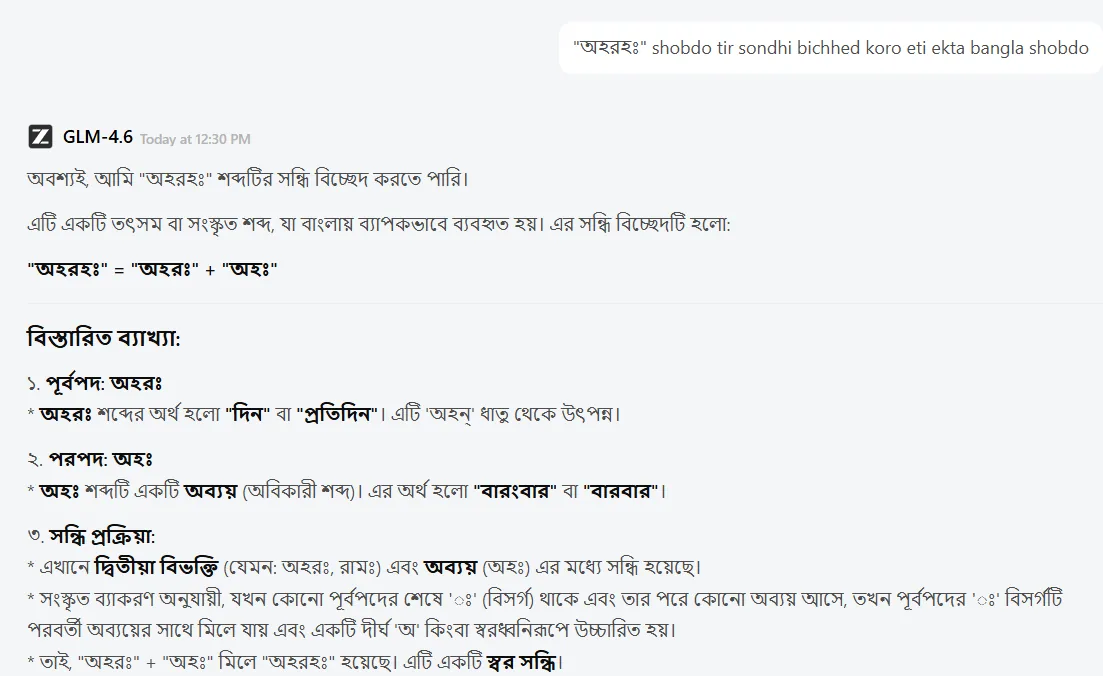 "অহরহঃ" shobdo tir sondhi bichhed koro eti ekta bangla shobdo
GLM-4.6 Today at 12:30 PM
অবশ্যই, আমি "অহরহঃ" শব্দটির সন্ধি বিচ্ছেদ করতে পারি।
এটি একটি তৎসম বা সংস্কৃত শব্দ, যা বাংলায় ব্যাপকভাবে ব্যবহৃত হয়। এর সন্ধি বিচ্ছেদটি হলো:
"অহরহঃ" = "অহরঃ" + "অহঃ"
বিস্তারিত ব্যাখ্যা:
১. পূর্বপদ: অহরঃ
* অহরঃ শব্দের অর্থ হলো "দিন" বা "প্রতিদিন"। এটি 'অহন্' ধাতু থেকে উৎপন্ন।
২. পরপদ: অহঃ
* অহঃ শব্দটি একটি অব্যয় (অবিকারী শব্দ)। এর অর্থ হলো "বারংবার" বা "বারবার"।
৩. সন্ধি প্রক্রিয়া:
* এখানে দ্বিতীয়া বিভক্তি (যেমন: অহরঃ, রামঃ) এবং অব্যয় (অহঃ) এর মধ্যে সন্ধি হয়েছে।
* সংস্কৃত ব্যাকরণ অনুযায়ী, যখন কোনো পূর্বপদের শেষে 'ঃ' (বিসর্গ) থাকে এবং তার পরে কোনো অব্যয় আসে, তখন পূর্বপদের 'ঃ' বিসর্গটি
পরবর্তী অব্যয়ের সাথে মিলে যায় এবং একটি দীর্ঘ 'অ' কিংবা স্বরধ্বনিরূপে উচ্চারিত হয়।
* তাই, "অহরঃ" + "অহঃ" মিলে "অহরহঃ" হয়েছে। এটি একটি স্বর সন্ধি।